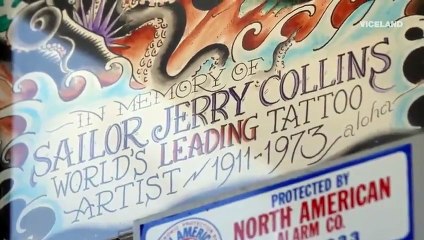 VICELAND
IN MEMORY OF
SAILOR JERRY COLLINS
WORLD'S LEADING TATTOO
ARTIST ~ 1911-1973 aloha
PROTECTED BY
NORTH AMERICAN
ALARM CO.